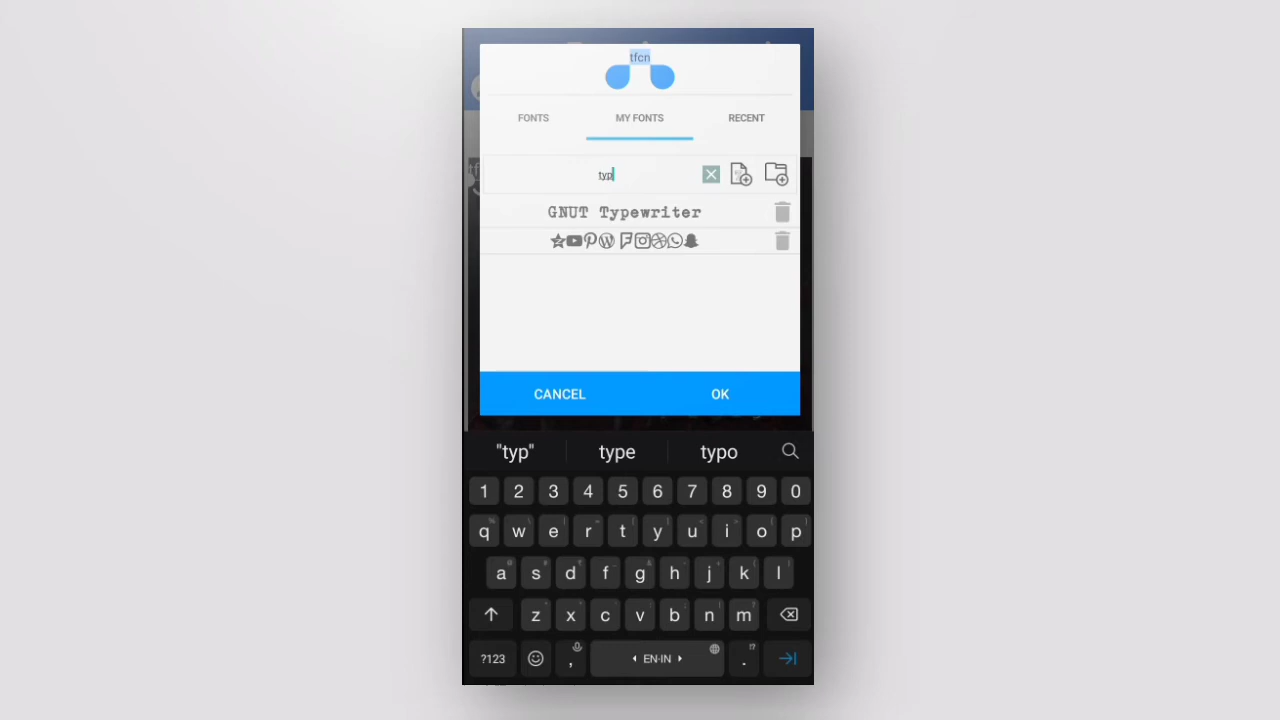 tfcn
FONTS MY FONTS RECENT
typ
GNUT Typewriter
CANCEL OK
"typ" type typo
1 2 3 4 5 6 7 8 9 0
q w e r t y u i o p
a s d f g h j k l
z x c v b n m
?123 , EN-IN .